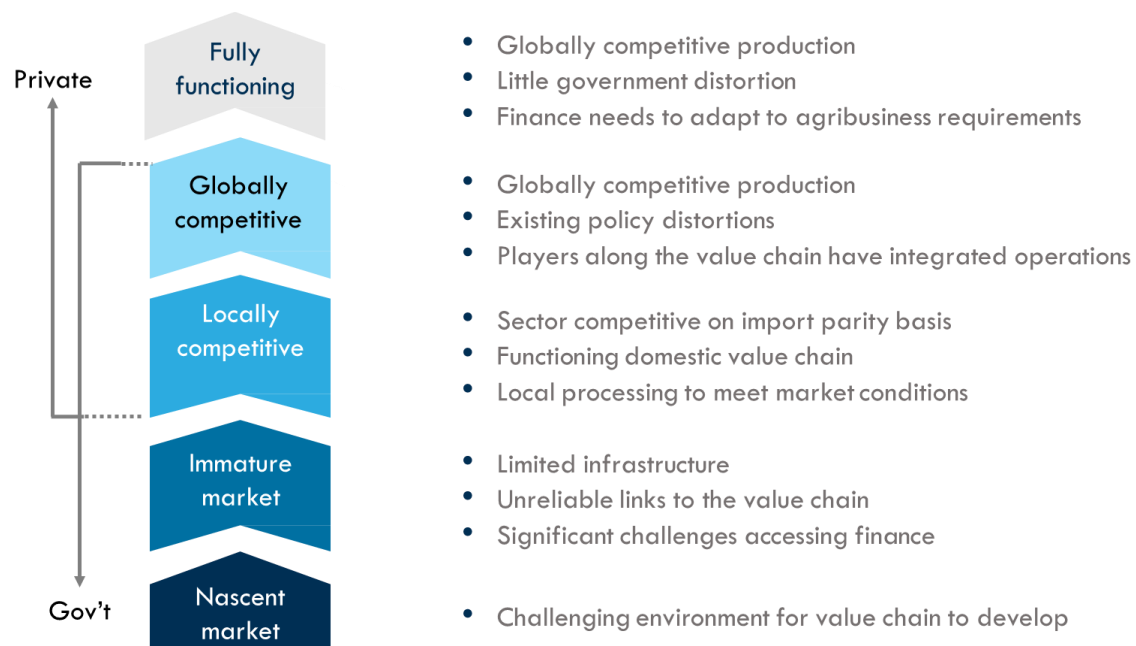 Private
Fully
functioning
• Globally competitive production
• Little government distortion
• Finance needs to adapt to agribusiness requirements
Globally
competitive
• Globally competitive production
• Existing policy distortions
• Players along the value chain have integrated operations
Locally
competitive
• Sector competitive on import parity basis
• Functioning domestic value chain
• Local processing to meet market conditions
Immature
market
• Limited infrastructure
• Unreliable links to the value chain
• Significant challenges accessing finance
Gov't
Nascent
market
• Challenging environment for value chain to develop